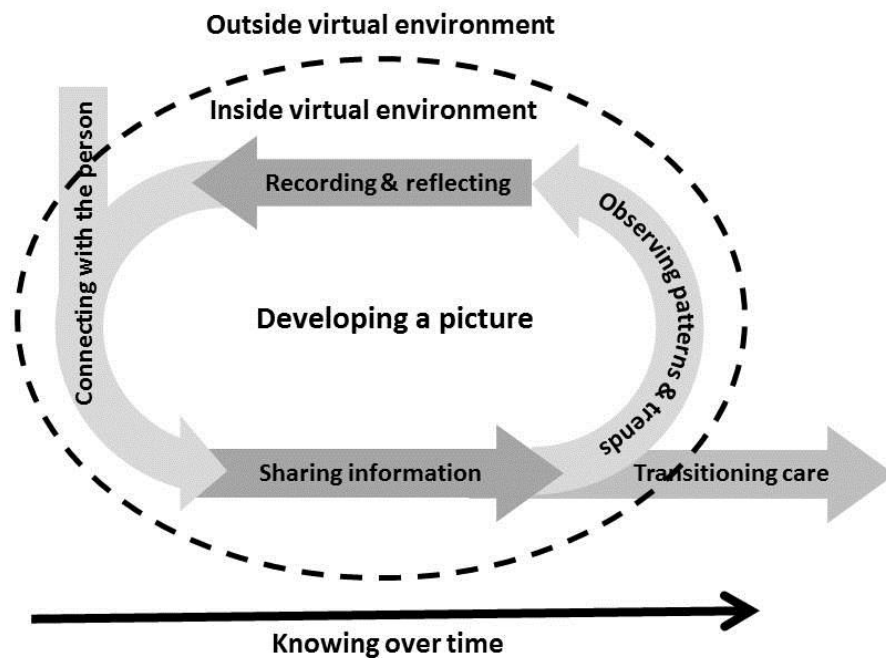 Outside virtual environment
Inside virtual environment
Connecting with the person
Recording & reflecting
Observing patterns & trends
Developing a picture
Sharing information
Transitioning care
Knowing over time